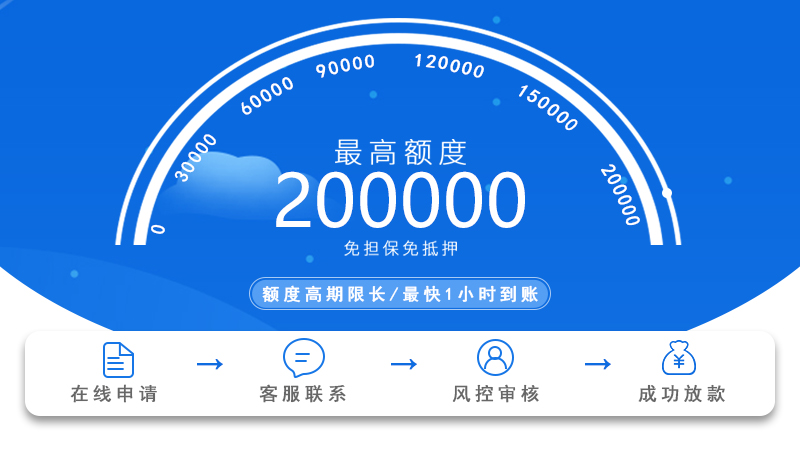 0
30000
60000
90000
120000
150000
200000
最高额度
200000
免担保免抵押
额度高期限长/最快1小时到账
在线申请 → 客服联系 → 风控审核 → 成功放款